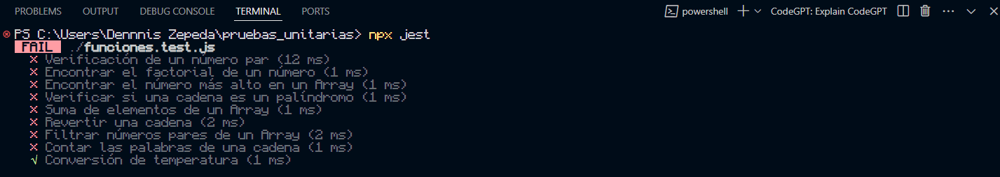 PROBLEMS OUTPUT DEBUG CONSOLE TERMINAL PORTS powershell CodeGPT: Explain CodeGPT
PS C:\Users\Dennnis Zepeda\pruebas_unitarias> npx jest
FAIL ./funciones.test.js
× Verificación de un número par (12 ms)
× Encontrar el factorial de un número (1 ms)
× Encontrar el número más alto en un Array (1 ms)
× Verificar si una cadena es un palíndromo (1 ms)
× Suma de elementos de un Array (1 ms)
× Revertir una cadena (2 ms)
× Filtrar números pares de un Array (2 ms)
× Contar las palabras de una cadena (1 ms)
√ Conversión de temperatura (1 ms)